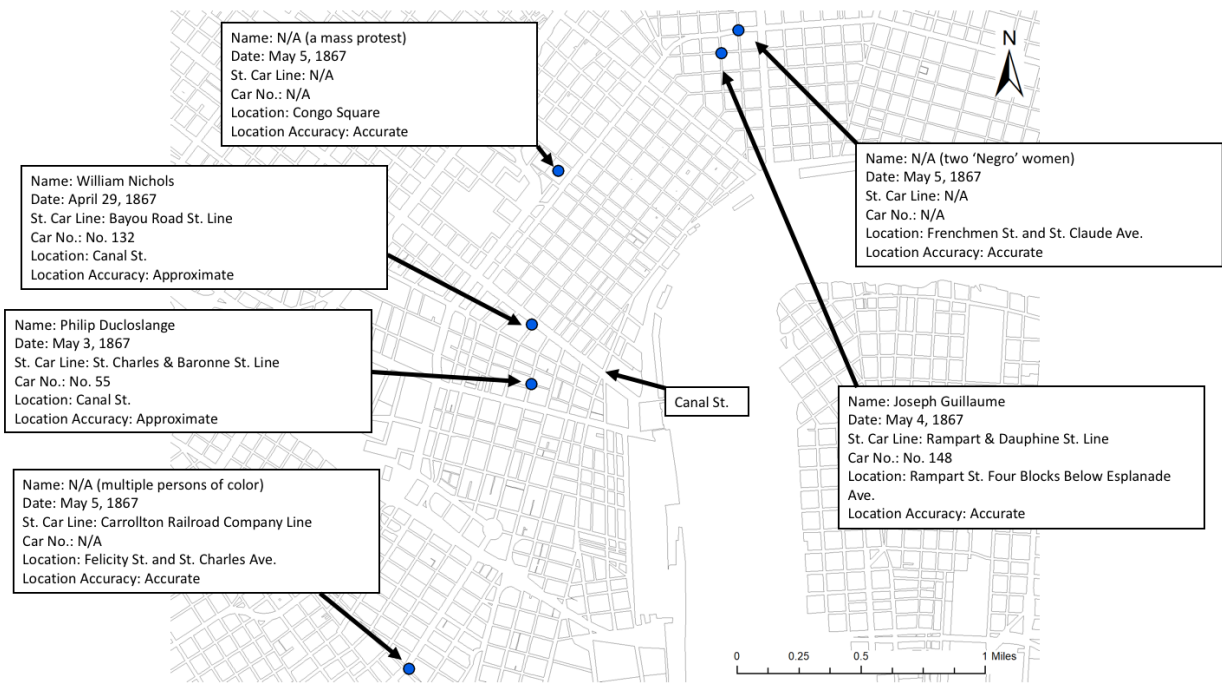 Name: N/A (a mass protest)
Date: May 5, 1867
St. Car Line: N/A
Car No.: N/A
Location: Congo Square
Location Accuracy: Accurate
N
Name: N/A (two ‘Negro’ women)
Date: May 5, 1867
St. Car Line: N/A
Car No.: N/A
Location: Frenchmen St. and St. Claude Ave.
Location Accuracy: Accurate
Name: William Nichols
Date: April 29, 1867
St. Car Line: Bayou Road St. Line
Car No.: No. 132
Location: Canal St.
Location Accuracy: Approximate
Name: Philip Ducloslange
Date: May 3, 1867
St. Car Line: St. Charles & Baronne St. Line
Car No.: No. 55
Location: Canal St.
Location Accuracy: Approximate
Canal St.
Name: Joseph Guillaume
Date: May 4, 1867
St. Car Line: Rampart & Dauphine St. Line
Car No.: No. 148
Location: Rampart St. Four Blocks Below Esplanade
Ave.
Location Accuracy: Accurate
Name: N/A (multiple persons of color)
Date: May 5, 1867
St. Car Line: Carrollton Railroad Company Line
Car No.: N/A
Location: Felicity St. and St. Charles Ave.
Location Accuracy: Accurate
0 0.25 0.5 1 Miles